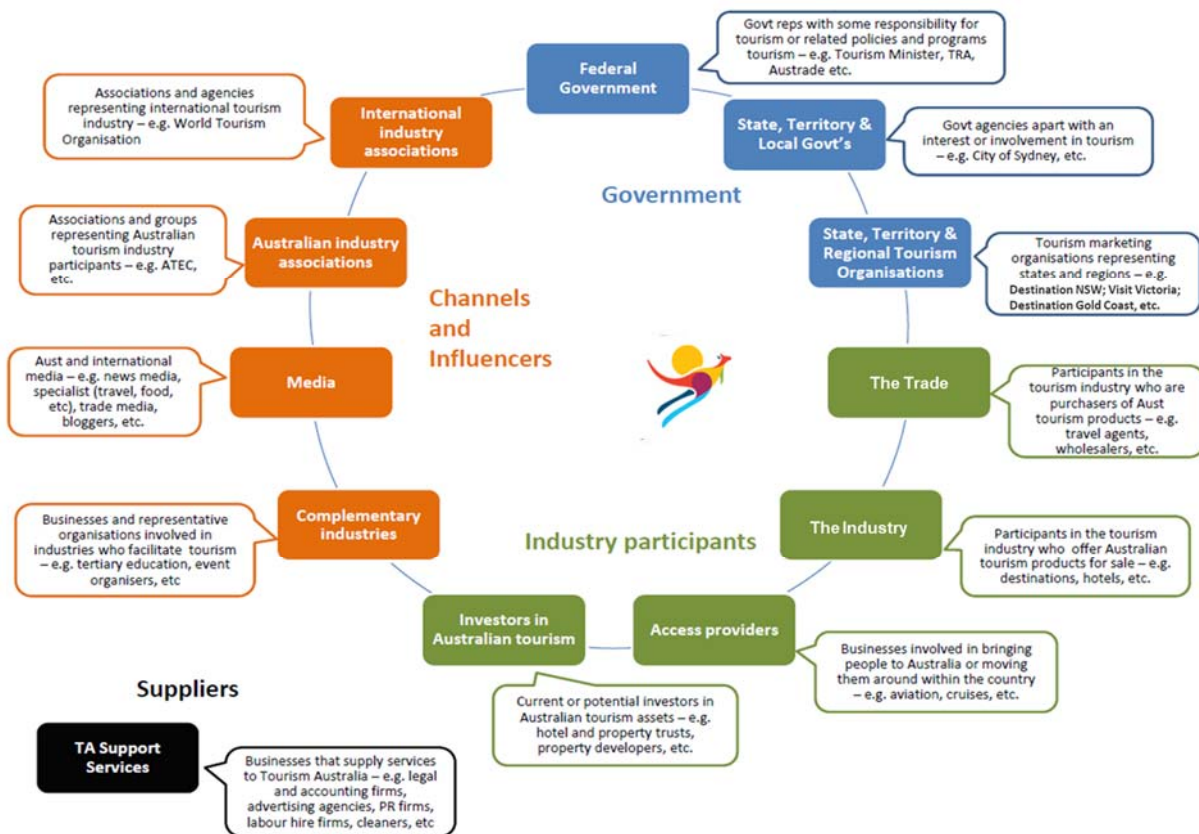 Federal
Government
Govt reps with some responsibility for
tourism or related policies and programs
tourism – e.g. Tourism Minister, TRA,
Austrade etc.
State, Territory &
Local Govt's
Govt agencies apart with an
interest or involvement in tourism
– e.g. City of Sydney, etc.
Government
State, Territory &
Regional Tourism
Organisations
Tourism marketing
organisations representing
states and regions – e.g.
Destination NSW; Visit Victoria;
Destination Gold Coast, etc.
The Trade
Participants in the
tourism industry who are
purchasers of Aust
tourism products – e.g.
travel agents,
wholesalers, etc.
The Industry
Participants in the tourism
industry who offer Australian
tourism products for sale – e.g.
destinations, hotels, etc.
Industry participants
Access providers
Businesses involved in bringing
people to Australia or moving
them around within the country
– e.g. aviation, cruises, etc.
Investors in
Australian tourism
Current or potential investors in
Australian tourism assets – e.g.
hotel and property trusts,
property developers, etc.
Complementary
industries
Businesses and representative
organisations involved in
industries who facilitate tourism
– e.g. tertiary education, event
organisers, etc
Media
Aust and international
media – e.g. news media,
specialist (travel, food,
etc), trade media,
bloggers, etc.
Channels
and
Influencers
Australian industry
associations
Associations and groups
representing Australian
tourism industry
participants – e.g. ATEC,
etc.
International
industry
associations
Associations and agencies
representing international tourism
industry – e.g. World Tourism
Organisation
Suppliers
TA Support
Services
Businesses that supply services
to Tourism Australia – e.g. legal
and accounting firms,
advertising agencies, PR firms,
labour hire firms, cleaners, etc